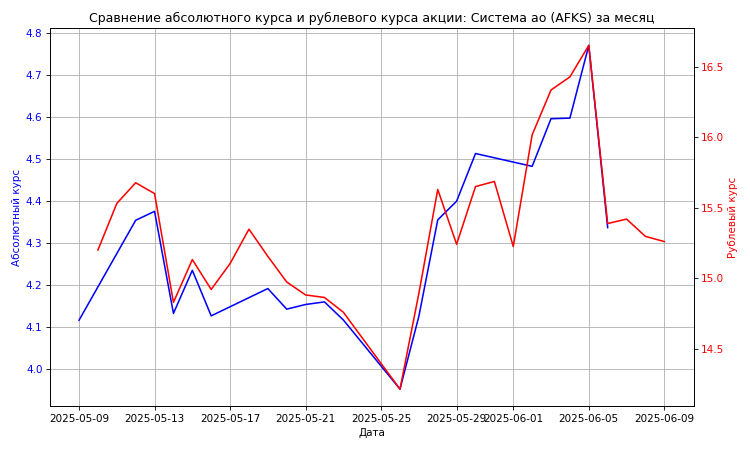 Сравнение абсолютного курса и рублевого курса акции: Система ао (AFKS) за месяц
4.8
4.7
4.6
4.5
4.4
4.3
4.2
4.1
4.0
Абсолютный курс
16.5
16.0
15.5
15.0
14.5
Рублевый курс
2025-05-09 2025-05-13 2025-05-17 2025-05-21 2025-05-25 2025-05-29 2025-06-01 2025-06-05 2025-06-09
Дата